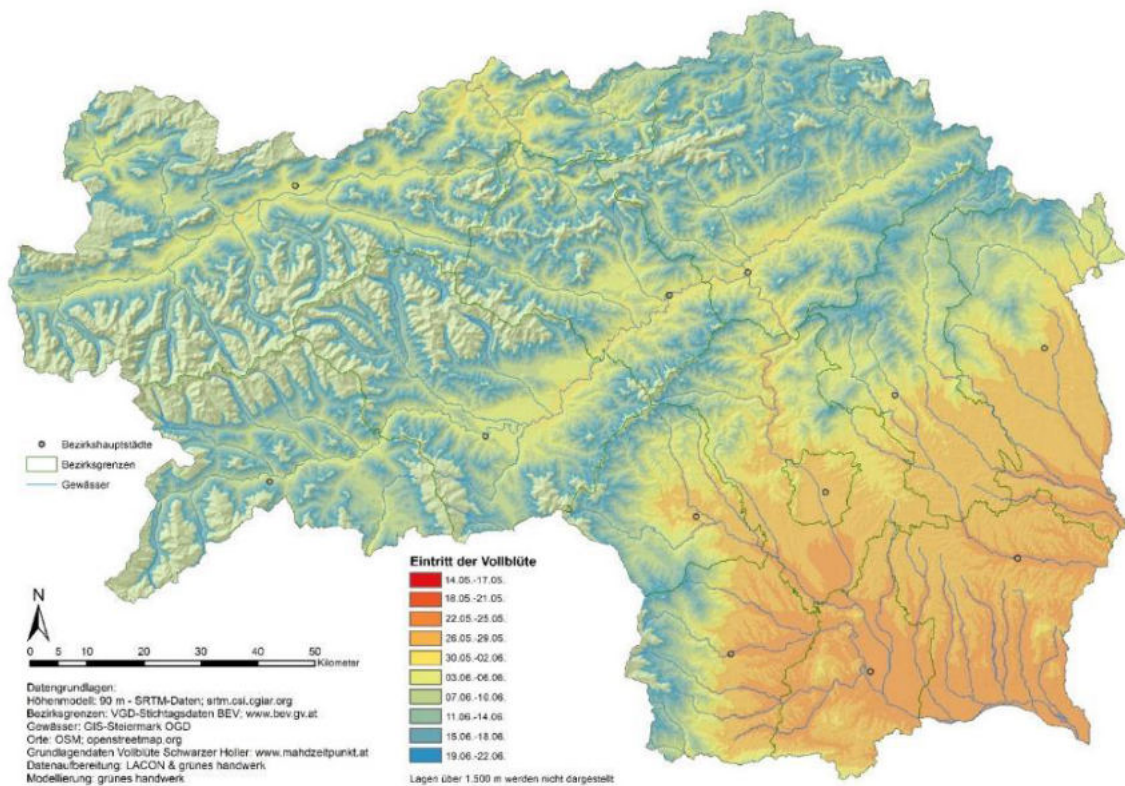 Bezirkshauptstädte
Bezirksgrenzen
Gewässer
N
0 10 20 30 40 50
Kilometer
Datengrundlagen:
Höhenmodell: 90 m - SRTM-Daten; srtm.csi.cgiar.org
Bezirksgrenzen: VGD-Stichtagsdaten BEV; www.bev.gv.at
Gewässer: GIS-Steiermark OGD
Orte: OSM; openstreetmap.org
Grundlagendaten Vollblüte Schwarzer Holler: www.mahdzeitpunkt.at
Datenaufbereitung: LACON & grünes handwerk
Modellierung: grünes handwerk
Eintritt der Vollblüte
14.05.-17.05.
18.05.-21.05.
22.05.-25.05.
26.05.-29.05.
30.05.-02.06.
03.06.-06.06.
07.06.-10.06.
11.06.-14.06.
15.06.-18.06.
19.06.-22.06.
Lagen über 1.500 m werden nicht dargestellt